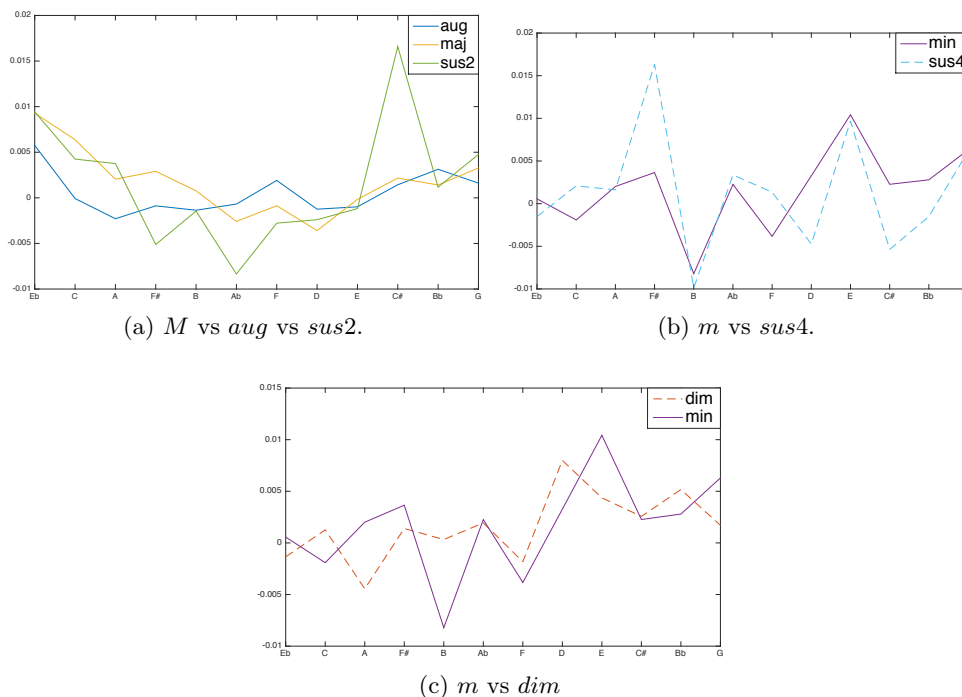 0.02
0.015
0.01
0.005
0
-0.005
-0.01
Eb C A F# B Ab F D E C# Bb G
aug
maj
sus2
(a) M vs aug vs sus2.
0.02
0.015
0.01
0.005
0
-0.005
-0.01
Eb C A F# B Ab F D E C# Bb
min
sus4
(b) m vs sus4.
0.015
0.01
0.005
0
-0.005
-0.01
Eb C A F# B Ab F D E C# Bb G
dim
min
(c) m vs dim